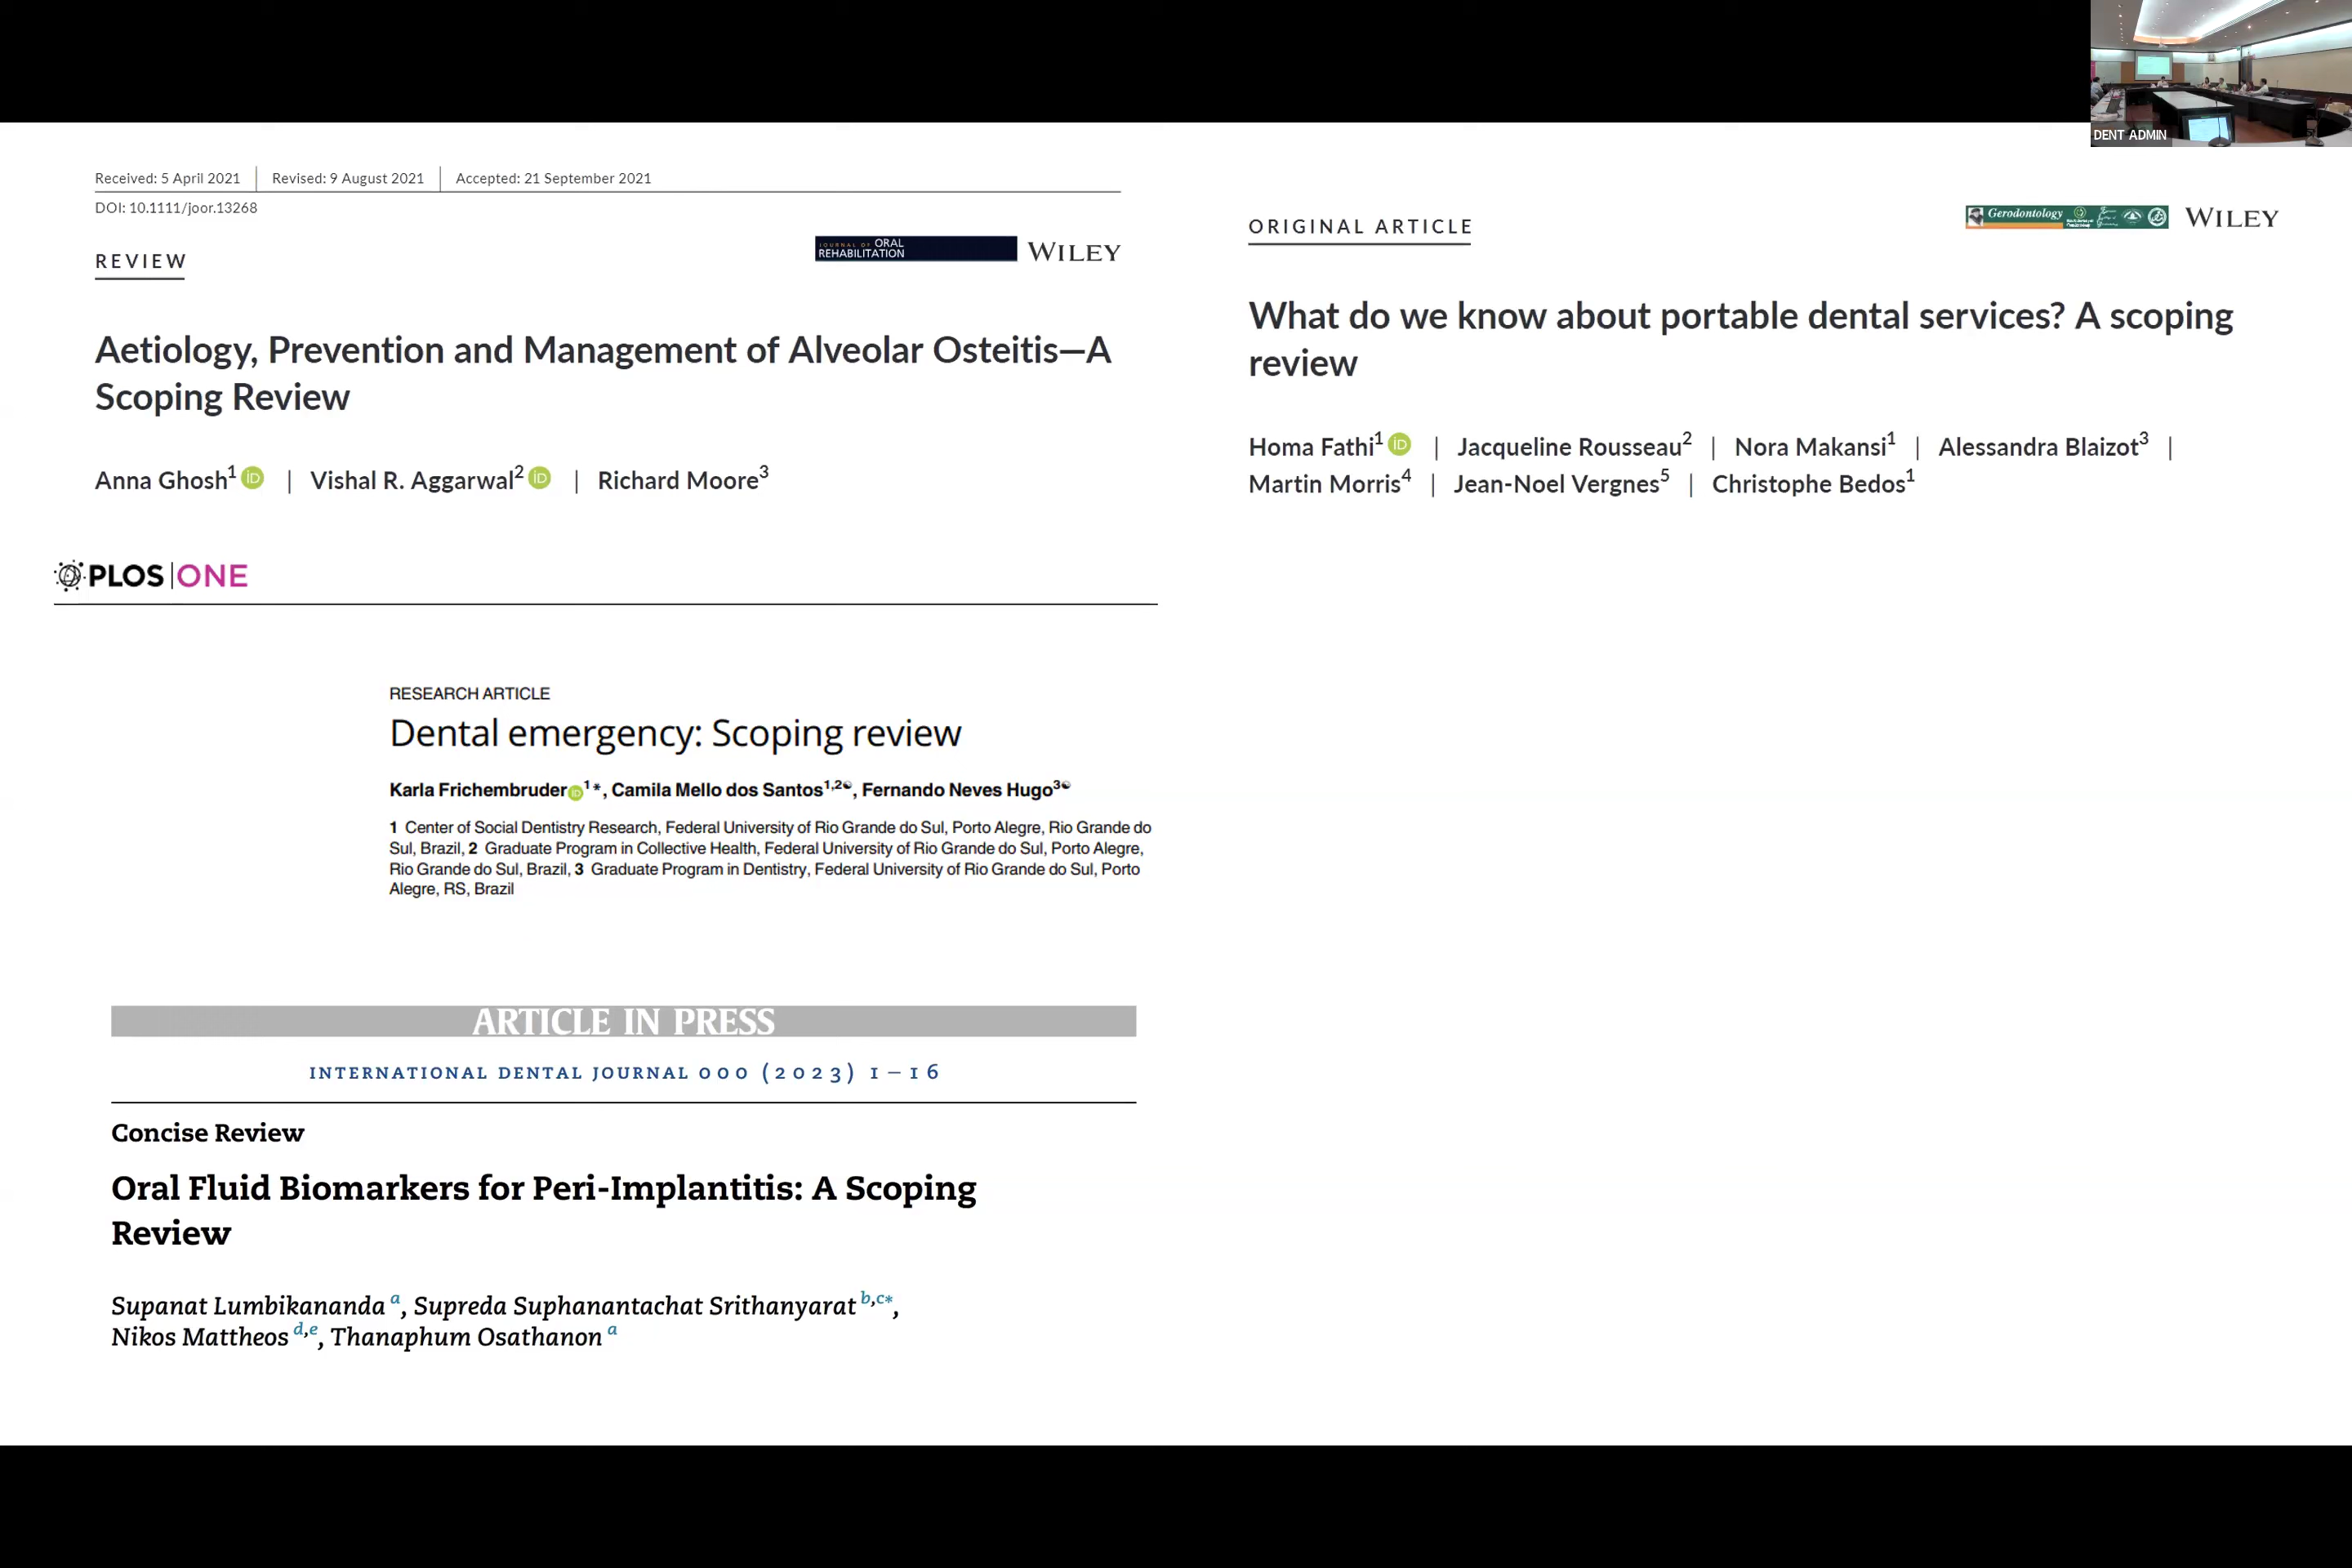 DENT ADMIN
Received: 5 April 2021 | Revised: 9 August 2021 | Accepted: 21 September 2021
DOI: 10.1111/joor.13268
JOURNAL OF ORAL
REHABILITATION
WILEY
REVIEW
Aetiology, Prevention and Management of Alveolar Osteitis—A
Scoping Review
Anna Ghosh1 iD | Vishal R. Aggarwal2 iD | Richard Moore3
Gerodontology
WILEY
ORIGINAL ARTICLE
What do we know about portable dental services? A scoping
review
Homa Fathi1 iD | Jacqueline Rousseau2 | Nora Makansi1 | Alessandra Blaizot3 |
Martin Morris4 | Jean-Noel Vergnes5 | Christophe Bedos1
PLOS | ONE
RESEARCH ARTICLE
Dental emergency: Scoping review
Karla Frichembruder iD 1*, Camila Mello dos Santos1,2☯, Fernando Neves Hugo3☯
1 Center of Social Dentistry Research, Federal University of Rio Grande do Sul, Porto Alegre, Rio Grande do
Sul, Brazil, 2 Graduate Program in Collective Health, Federal University of Rio Grande do Sul, Porto Alegre,
Rio Grande do Sul, Brazil, 3 Graduate Program in Dentistry, Federal University of Rio Grande do Sul, Porto
Alegre, RS, Brazil
ARTICLE IN PRESS
INTERNATIONAL DENTAL JOURNAL 000 (2023) 1–16
Concise Review
Oral Fluid Biomarkers for Peri-Implantitis: A Scoping
Review
Supanat Lumbikananda a, Supreda Suphanantachat Srithanyarat b,c*,
Nikos Mattheos d,e, Thanaphum Osathanon a